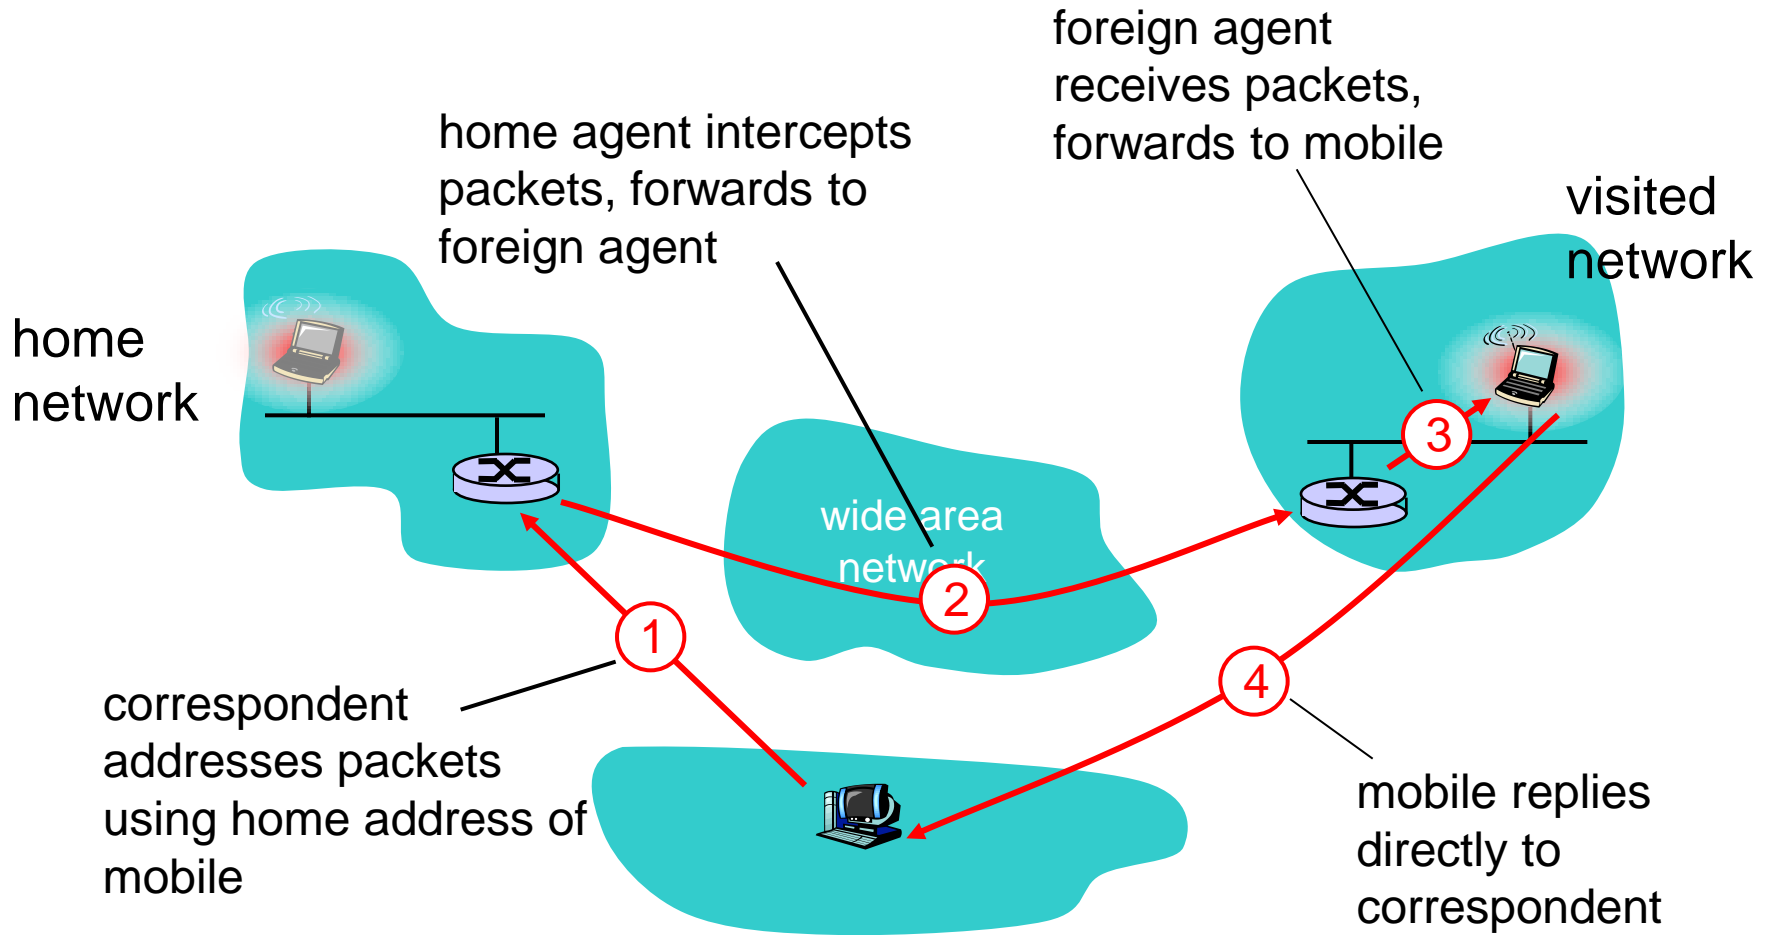 foreign agent
receives packets,
forwards to mobile
home agent intercepts
packets, forwards to
foreign agent
visited
network
home
network
3
wide area
network
2
1
4
correspondent
addresses packets
using home address of
mobile
mobile replies
directly to
correspondent